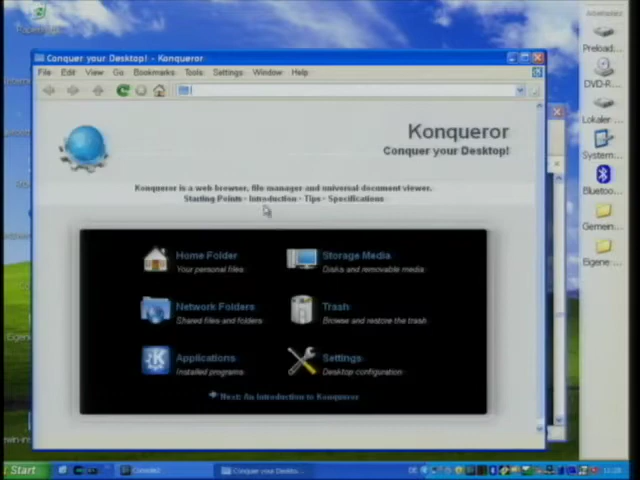 Conquer your Desktop! - Konqueror
File Edit View Go Bookmarks Tools Settings Window Help
Konqueror
Conquer your Desktop!
Konqueror is a web browser, file manager and universal document viewer.
Starting Points - Introduction - Tips - Specifications
Home Folder
Your personal files
Storage Media
Disks and removable media
Network Folders
Shared files and folders
Trash
Browse and restore the trash
Applications
Installed programs
Settings
Desktop configuration
Next: An Introduction to Konqueror
Preload...
DVD-R...
Lokaler ...
System...
Bluetoo...
Gemein...
Eigene ...
Start
Conquer your Deskto...
DE